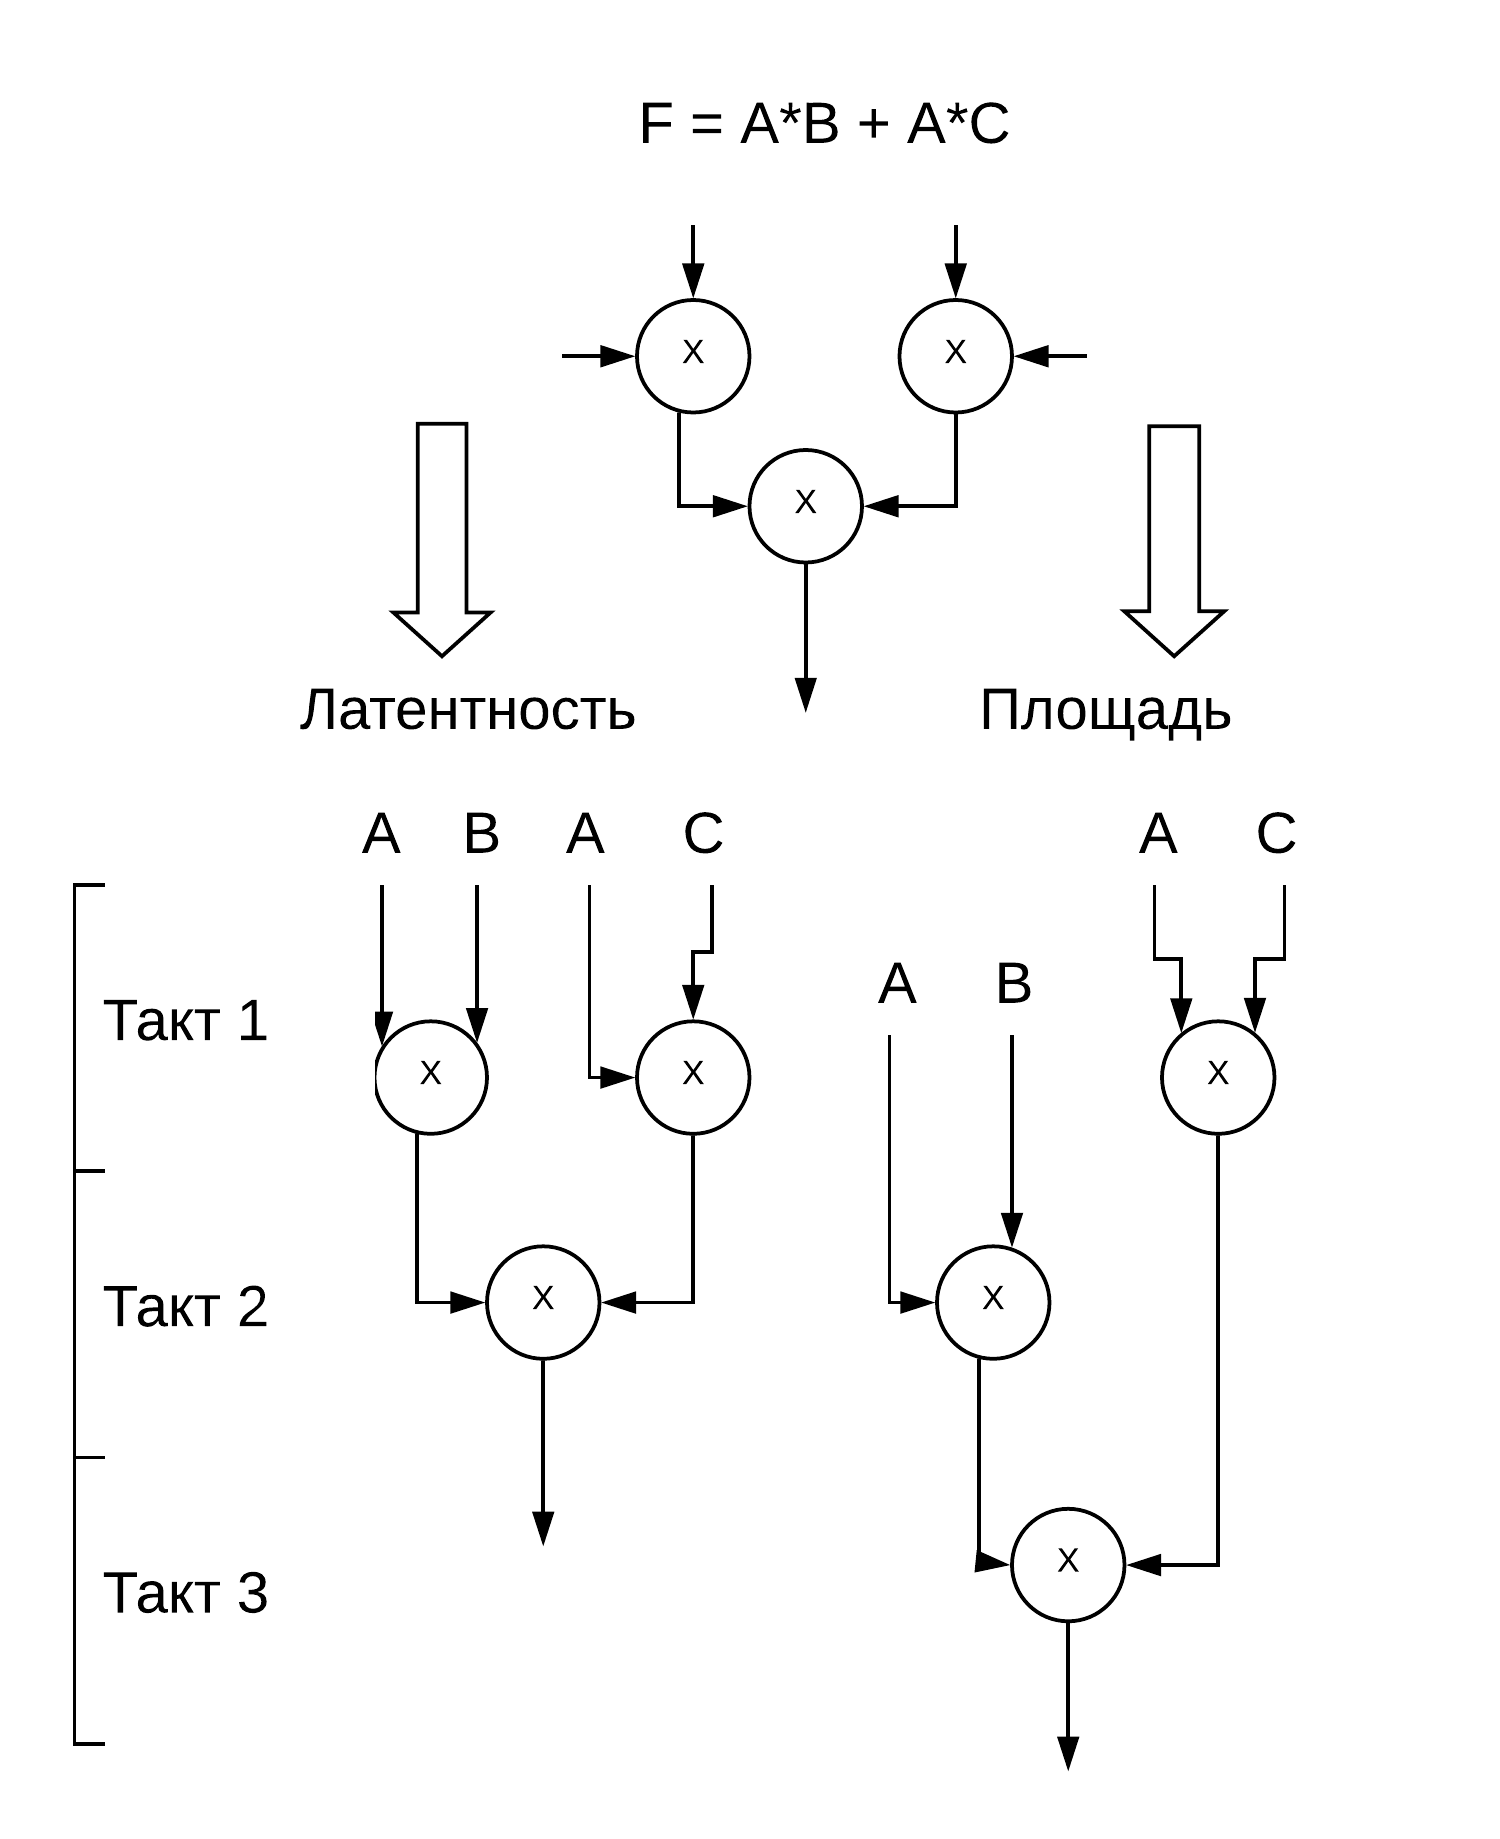 F = A*B + A*C
X X
X
Латентность Площадь
A B A C A C
A B
Такт 1
X X X
Такт 2
X X
Такт 3
X